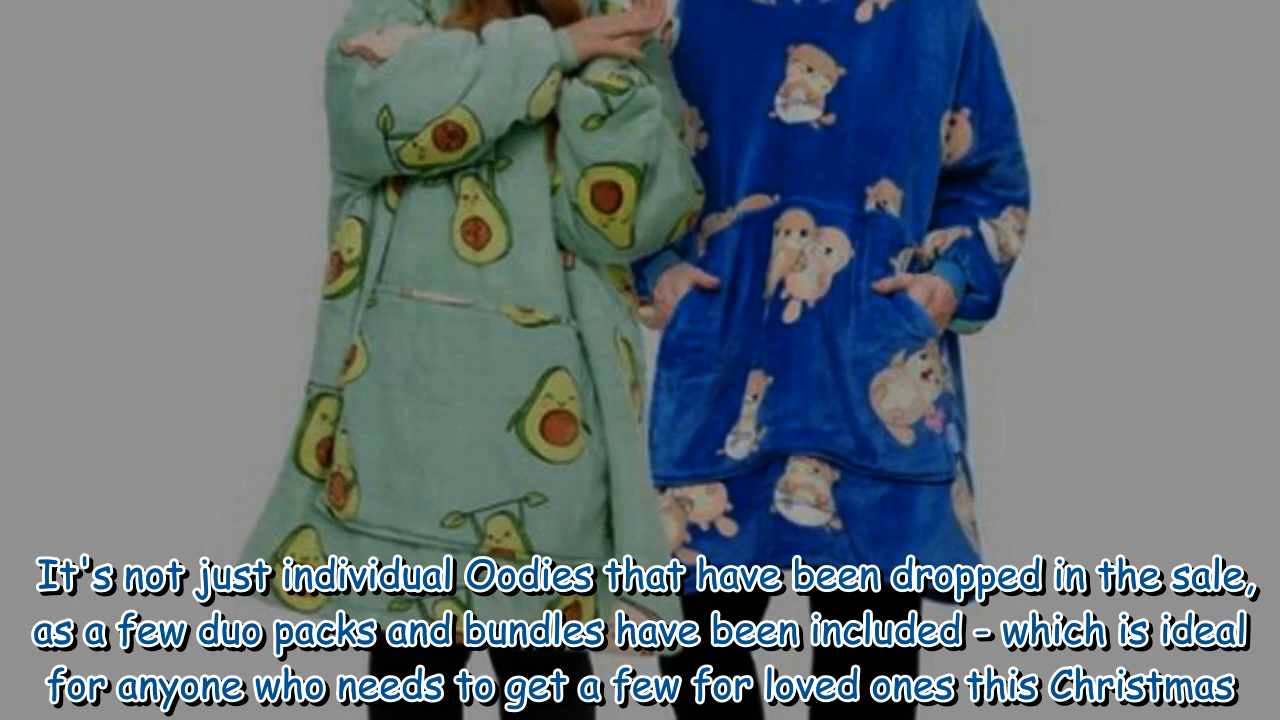 It's not just individual Oodies that have been dropped in the sale,
as a few duo packs and bundles have been included - which is ideal
for anyone who needs to get a few for loved ones this Christmas